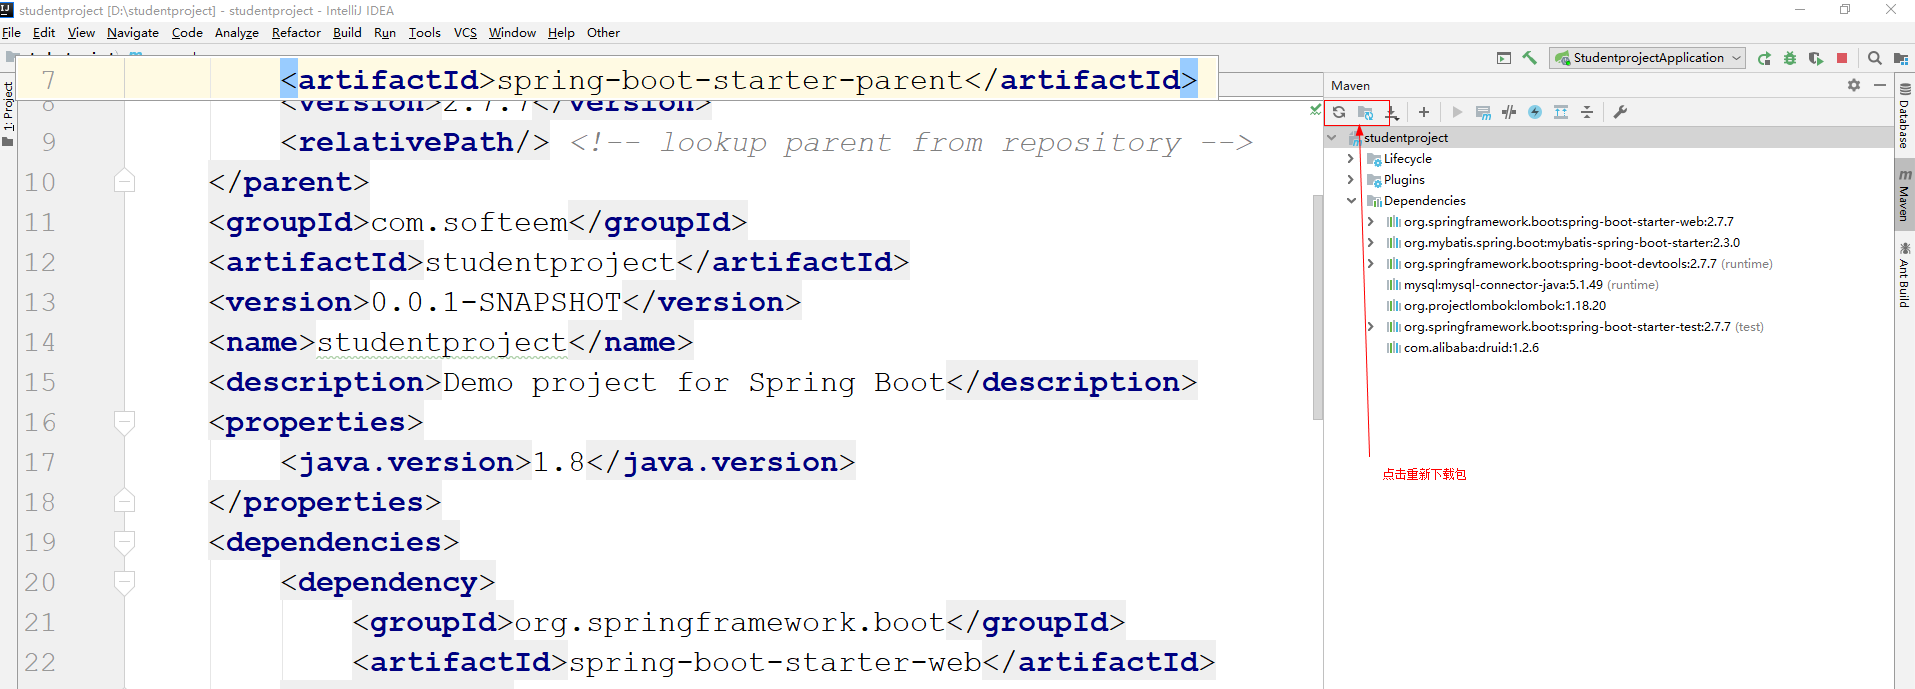 studentproject [D:\studentproject] - studentproject - IntelliJ IDEA
File Edit View Navigate Code Analyze Refactor Build Run Tools VCS Window Help Other
StudentprojectApplication
7 <artifactId>spring-boot-starter-parent</artifactId>
8 <version>2.7.7</version>
9 <relativePath/> <!-- lookup parent from repository -->
10 </parent>
11 <groupId>com.softeem</groupId>
12 <artifactId>studentproject</artifactId>
13 <version>0.0.1-SNAPSHOT</version>
14 <name>studentproject</name>
15 <description>Demo project for Spring Boot</description>
16 <properties>
17 <java.version>1.8</java.version>
18 </properties>
19 <dependencies>
20 <dependency>
21 <groupId>org.springframework.boot</groupId>
22 <artifactId>spring-boot-starter-web</artifactId>
1: Project
Maven
studentproject
Lifecycle
Plugins
Dependencies
org.springframework.boot:spring-boot-starter-web:2.7.7
org.mybatis.spring.boot:mybatis-spring-boot-starter:2.3.0
org.springframework.boot:spring-boot-devtools:2.7.7 (runtime)
mysql:mysql-connector-java:5.1.49 (runtime)
org.projectlombok:lombok:1.18.20
org.springframework.boot:spring-boot-starter-test:2.7.7 (test)
com.alibaba:druid:1.2.6
点击重新下载包
Database
Maven
Ant Build